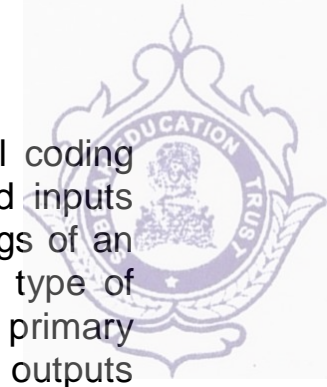 l coding
d inputs
gs of an
type of
primary
outputs
EDUCATION TRUST